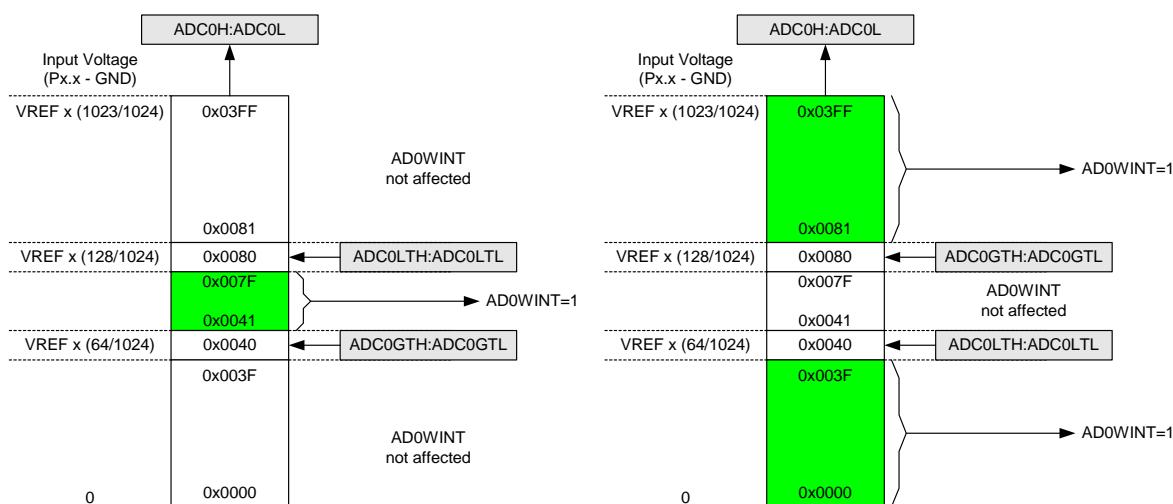 ADC0H:ADC0L
Input Voltage
(Px.x - GND)
VREF x (1023/1024)
0x03FF
AD0WINT
not affected
0x0081
VREF x (128/1024)
0x0080
ADC0LTH:ADC0LTL
0x007F
AD0WINT=1
0x0041
VREF x (64/1024)
0x0040
ADC0GTH:ADC0GTL
0x003F
AD0WINT
not affected
0
0x0000
ADC0H:ADC0L
Input Voltage
(Px.x - GND)
VREF x (1023/1024)
0x03FF
AD0WINT=1
0x0081
VREF x (128/1024)
0x0080
ADC0GTH:ADC0GTL
0x007F
AD0WINT
not affected
0x0041
VREF x (64/1024)
0x0040
ADC0LTH:ADC0LTL
0x003F
AD0WINT=1
0
0x0000